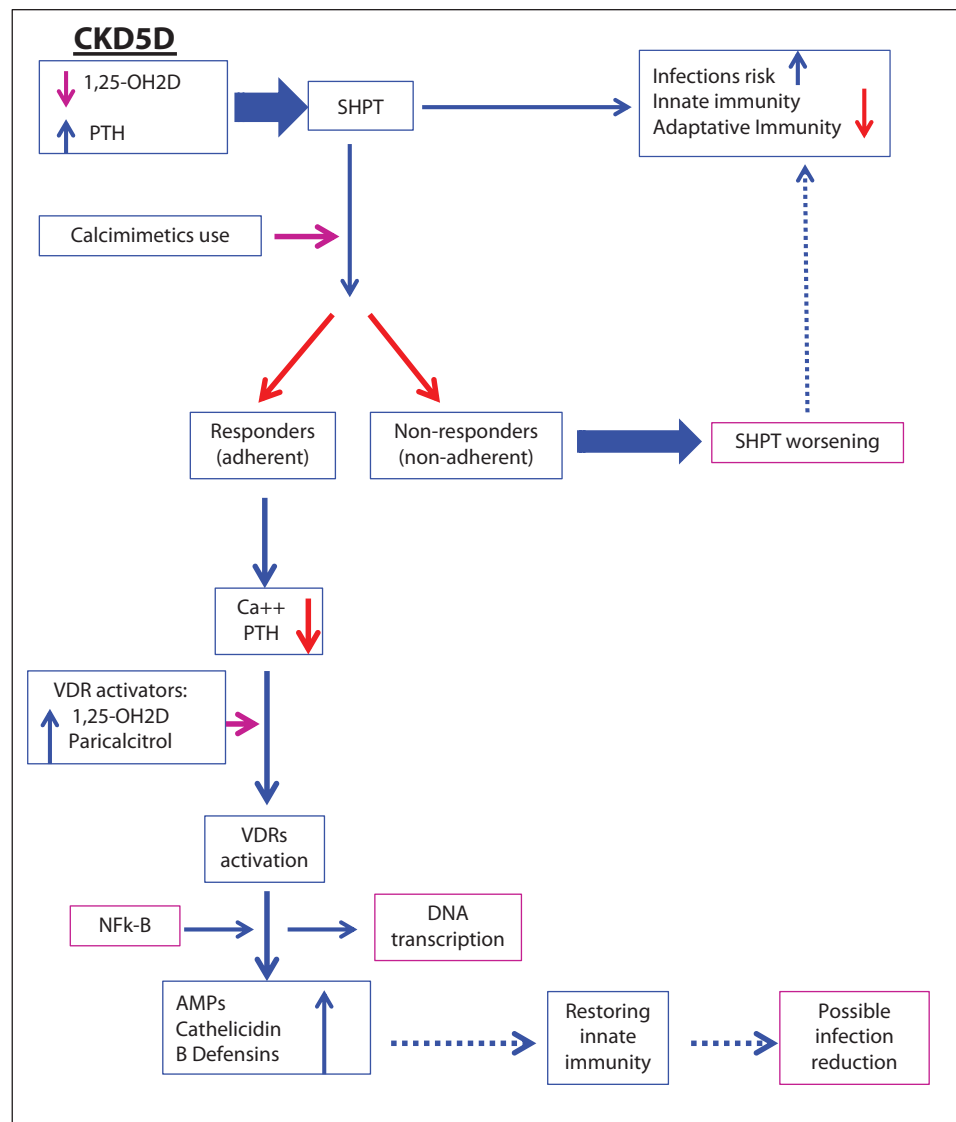 CKD5D
1,25-OH2D
PTH
SHPT
Infections risk
Innate immunity
Adaptative Immunity
Calcimimetics use
Responders
(adherent)
Non-responders
(non-adherent)
SHPT worsening
Ca++
PTH
VDR activators:
1,25-OH2D
Paricalcitrol
VDRs
activation
NFk-B
DNA
transcription
AMPs
Cathelicidin
B Defensins
Restoring
innate
immunity
Possible
infection
reduction